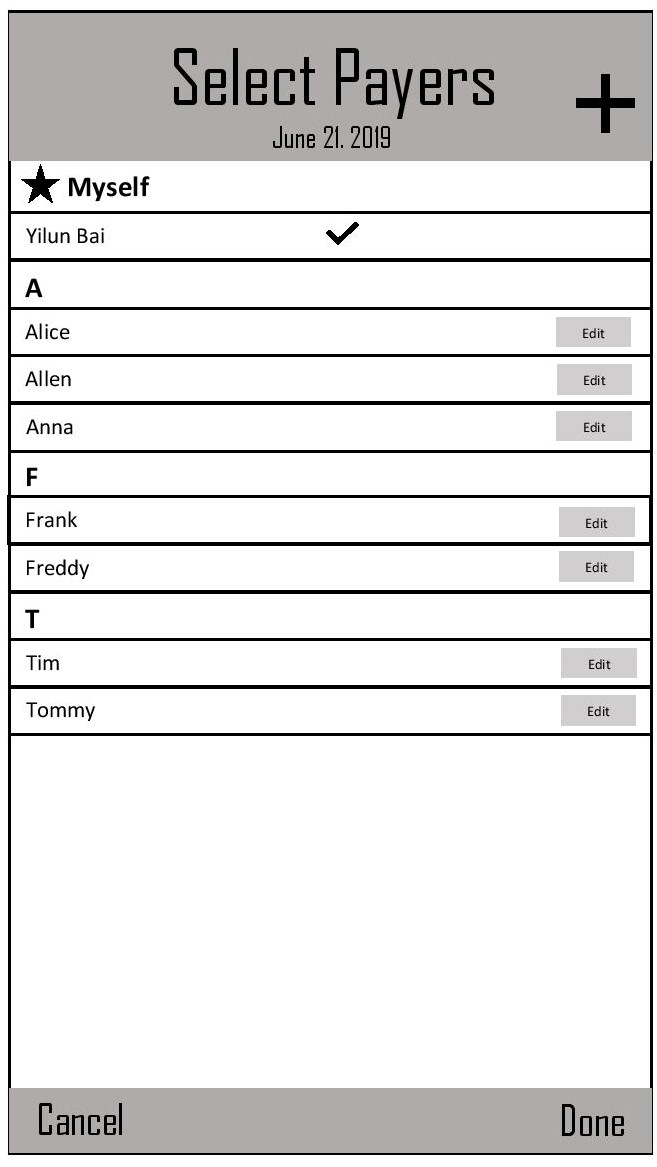 Select Payers
June 21. 2019
Myself
Yilun Bai
A
Alice Edit
Allen Edit
Anna Edit
F
Frank Edit
Freddy Edit
T
Tim Edit
Tommy Edit
Cancel Done